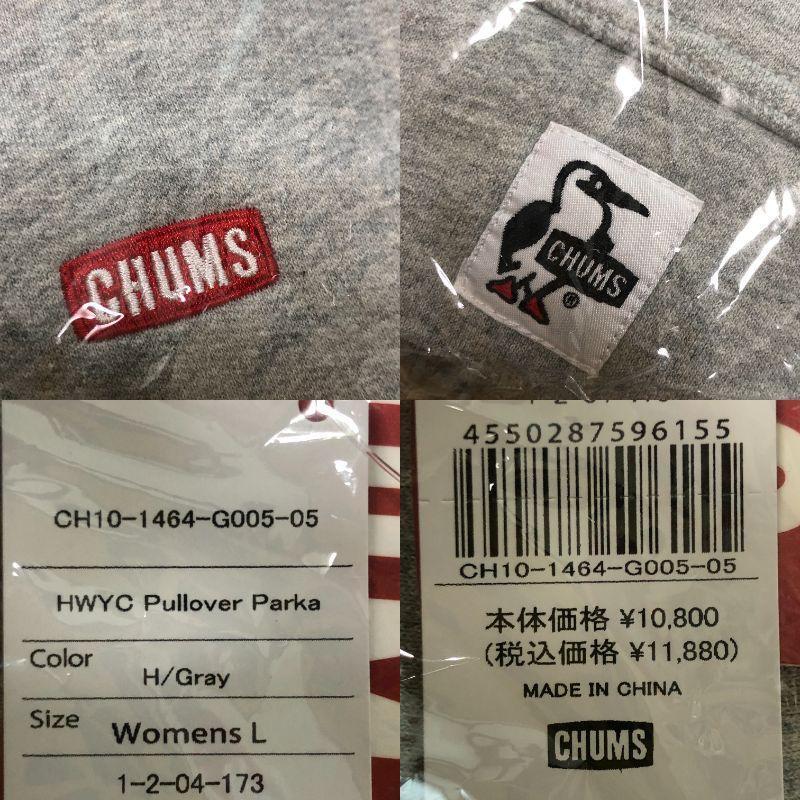 CHUMS
CHUMS
®
CH10-1464-G005-05
HWYC Pullover Parka
Color
H/Gray
Size
Womens L
1-2-04-173
4550287596155
CH10-1464-G005-05
本体価格 ¥10,800
(税込価格 ¥11,880)
MADE IN CHINA
CHUMS